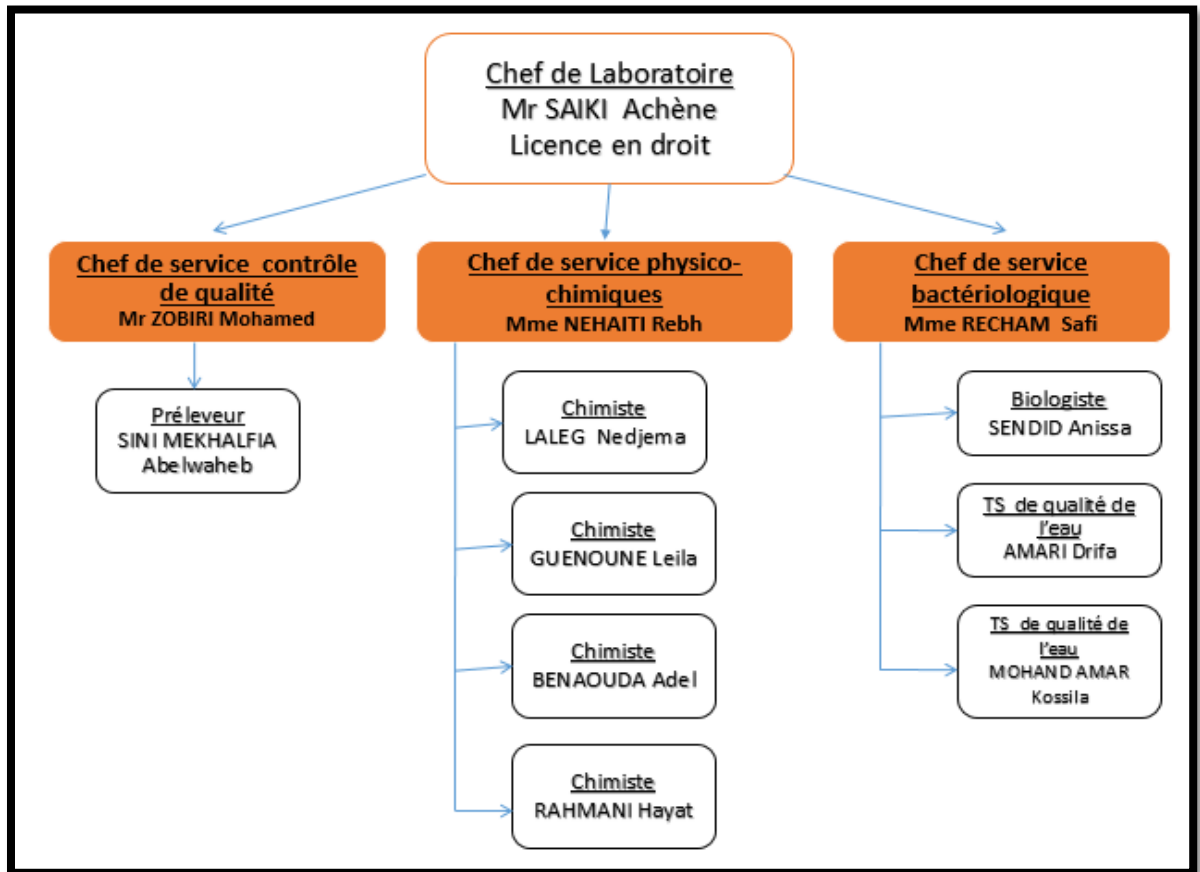 Chef de Laboratoire
Mr SAIKI Achène
Licence en droit
Chef de service contrôle
de qualité
Mr ZOBIRI Mohamed
Préleveur
SINI MEKHALFIA
Abelwaheb
Chef de service physico-
chimiques
Mme NEHAITI Rebh
Chimiste
LALEG Nedjema
Chimiste
GUENOUNE Leila
Chimiste
BENAOUDA Adel
Chimiste
RAHMANI Hayat
Chef de service
bactériologique
Mme RECHAM Safi
Biologiste
SENDID Anissa
TS de qualité de
l'eau
AMARI Drifa
TS de qualité de
l'eau
MOHAND AMAR
Kossila